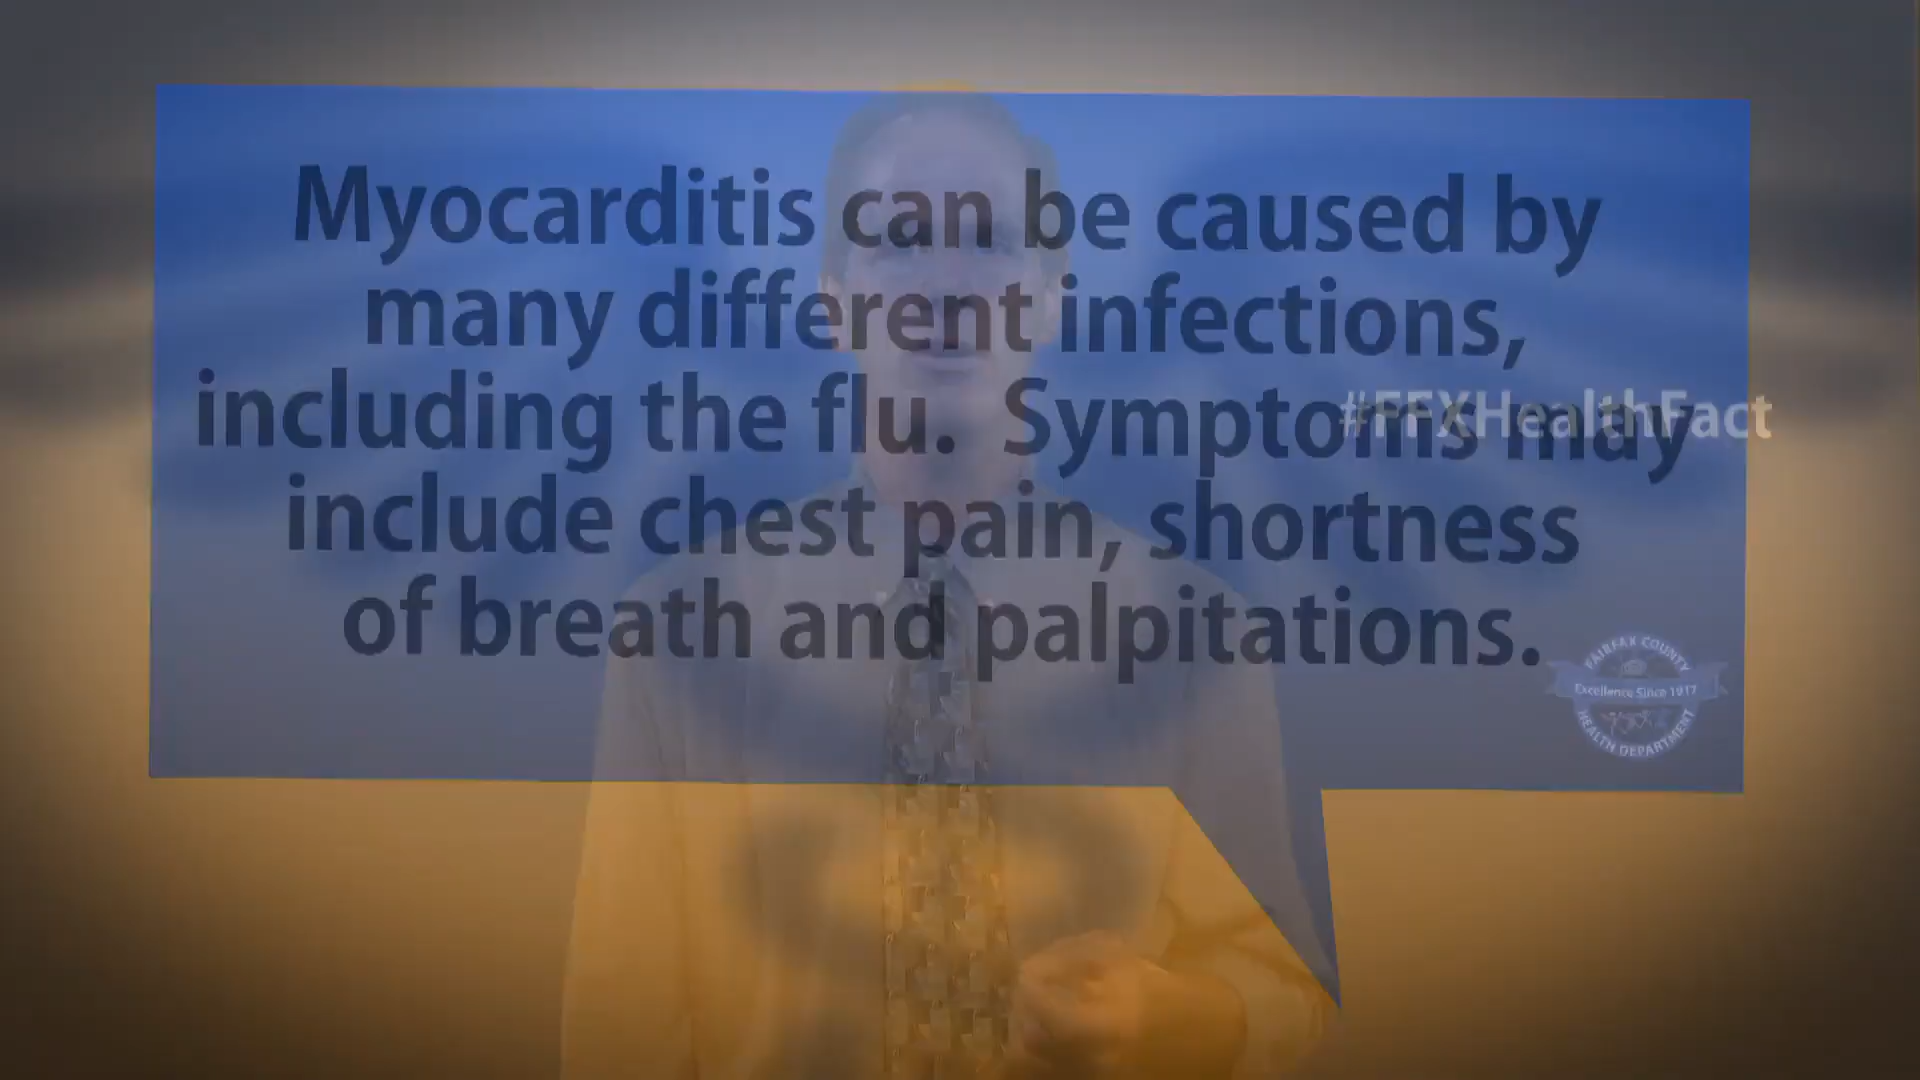 Myocarditis can be caused by
many different infections,
including the flu. Symptoms may
include chest pain, shortness
of breath and palpitations.
#FFXHealthFact
FAIRFAX COUNTY
Excellence Since 1917
HEALTH DEPARTMENT